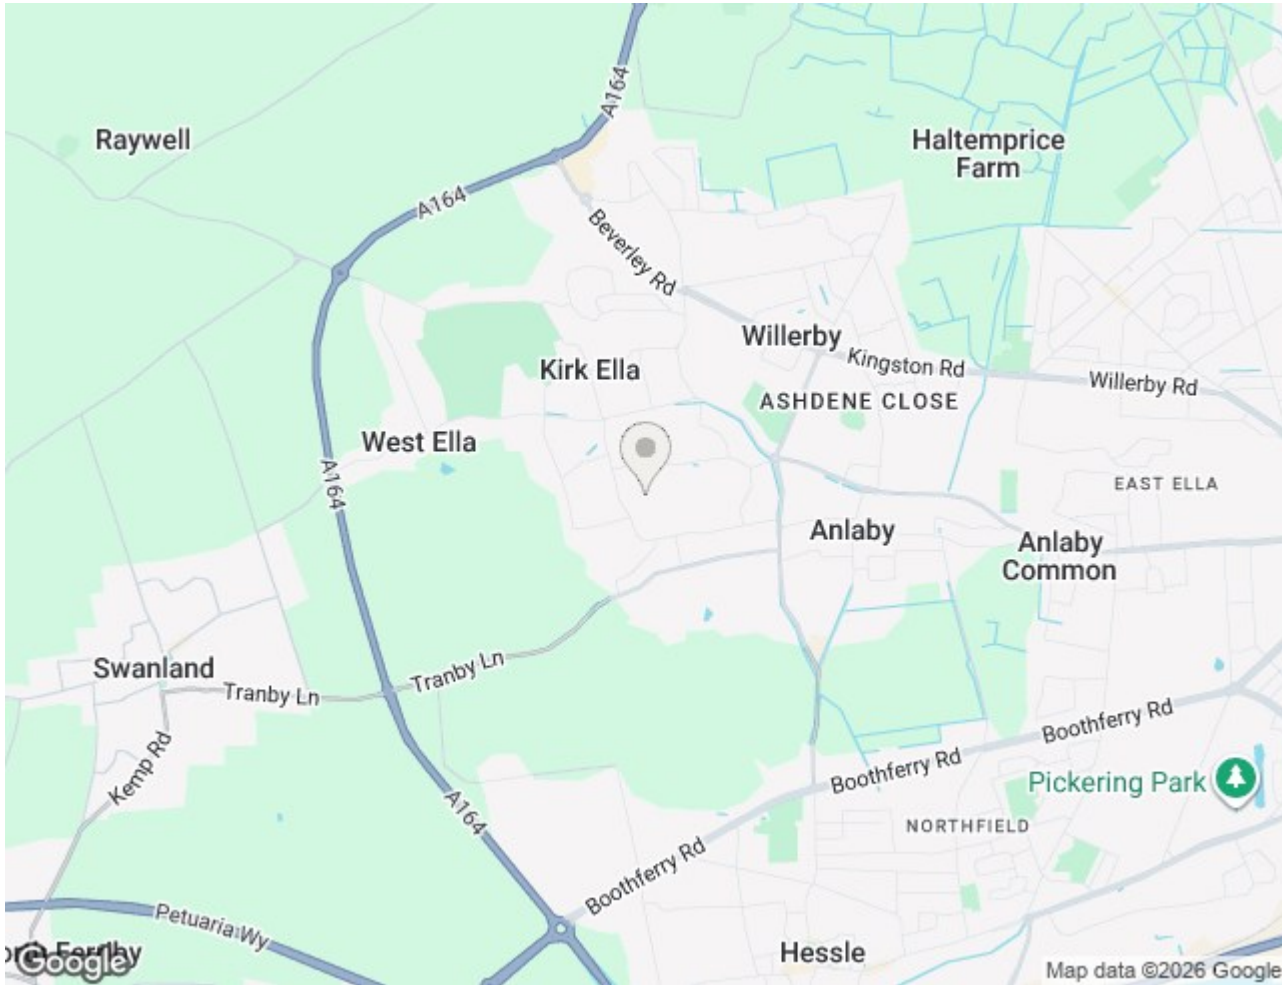 A164
Raywell
Haltemprice
Farm
A164
Beverley Rd
Willerby
Kingston Rd
Kirk Ella
Willerby Rd
ASHDENE CLOSE
West Ella
A164
EAST ELLA
Anlaby
Anlaby
Common
Swanland
Tranby Ln
Tranby Ln
Kemp Rd
Boothferry Rd
Boothferry Rd
Pickering Park
A164
NORTHFIELD
Boothferry Rd
Petuaria Wy
Hessle
Google
Map data ©2026 Google